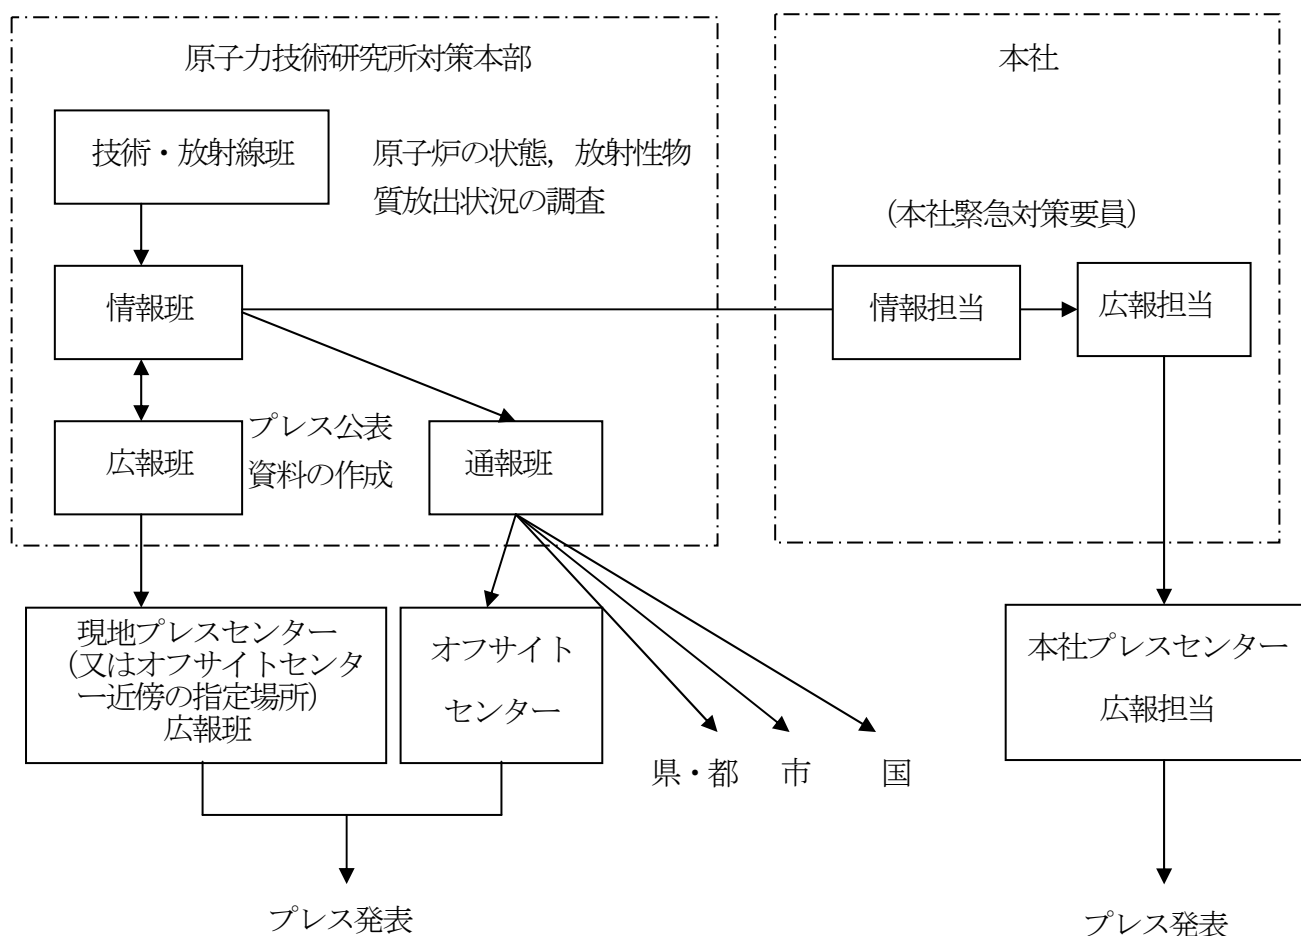 原子力技術研究所対策本部
本社
技術・放射線班
原子炉の状態，放射性物
質放出状況の調査
（本社緊急対策要員）
情報班
情報担当
広報担当
プレス公表
資料の作成
広報班
通報班
現地プレスセンター
（又はオフサイトセンタ
ー近傍の指定場所）
広報班
オフサイト
センター
本社プレスセンター
広報担当
県・都
市
国
プレス発表
プレス発表